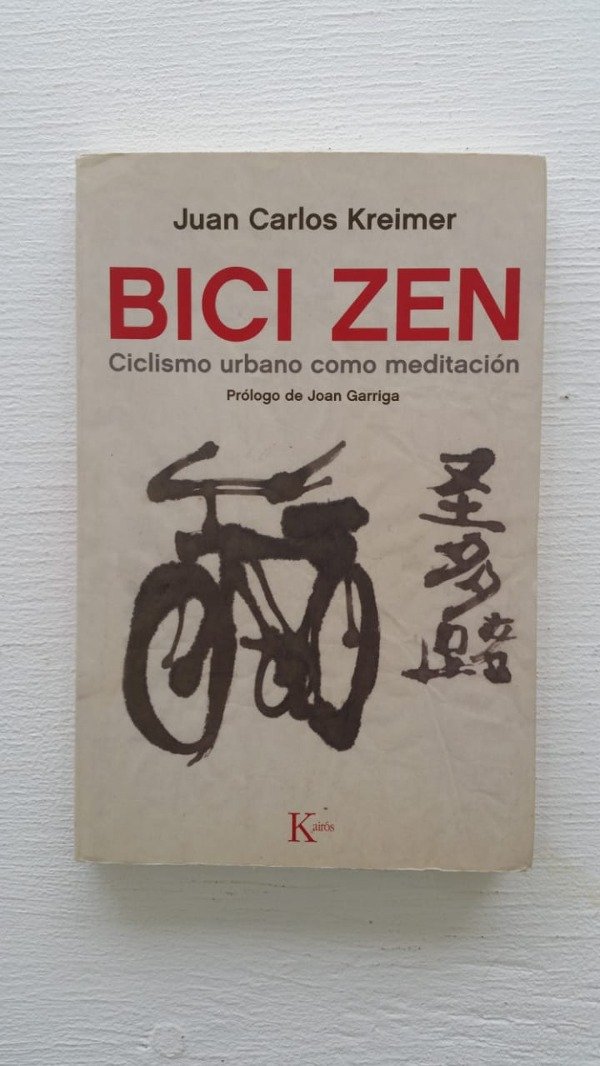 Juan Carlos Kreimer
BICI ZEN
Ciclismo urbano como meditación
Prólogo de Joan Garriga
Kairós